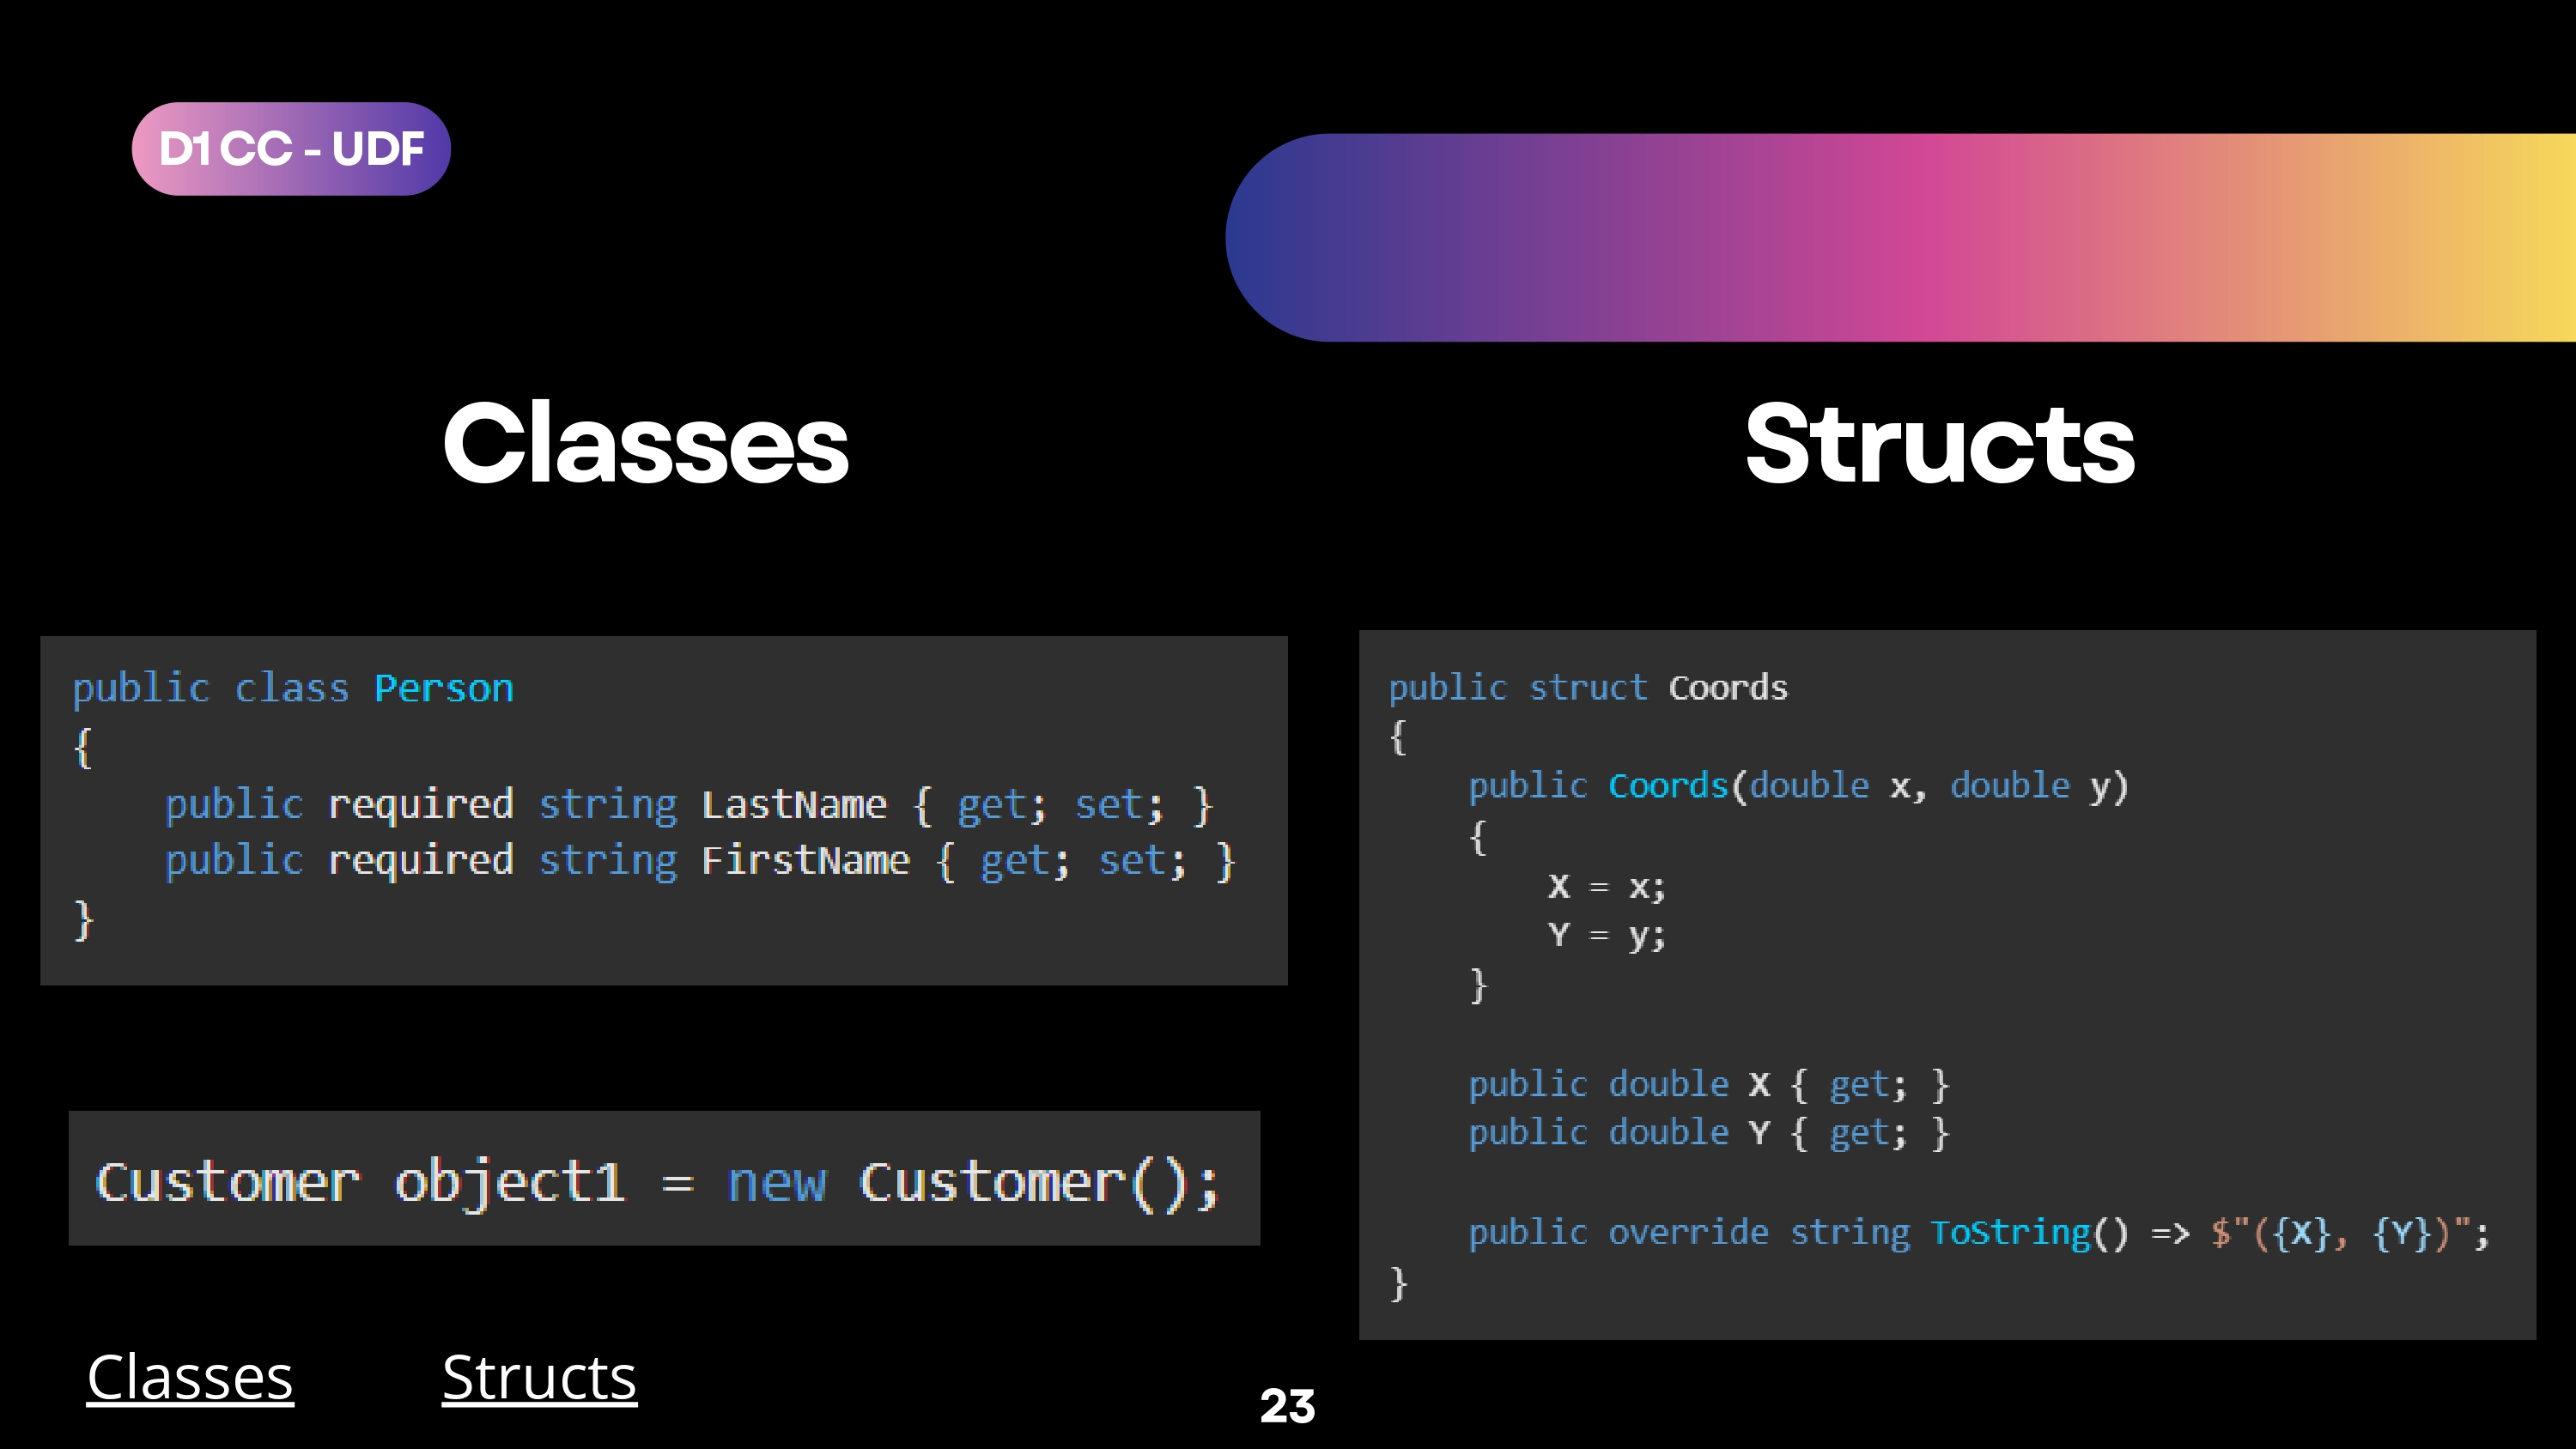 D1 CC - UDF
Classes
public class Person
{
    public required string LastName { get; set; }
    public required string FirstName { get; set; }
}
Customer object1 = new Customer();
Structs
public struct Coords
{
    public Coords(double x, double y)
    {
        X = x;
        Y = y;
    }
    public double X { get; }
    public double Y { get; }
    public override string ToString() => $"({X}, {Y})";
}
Classes
Structs
23